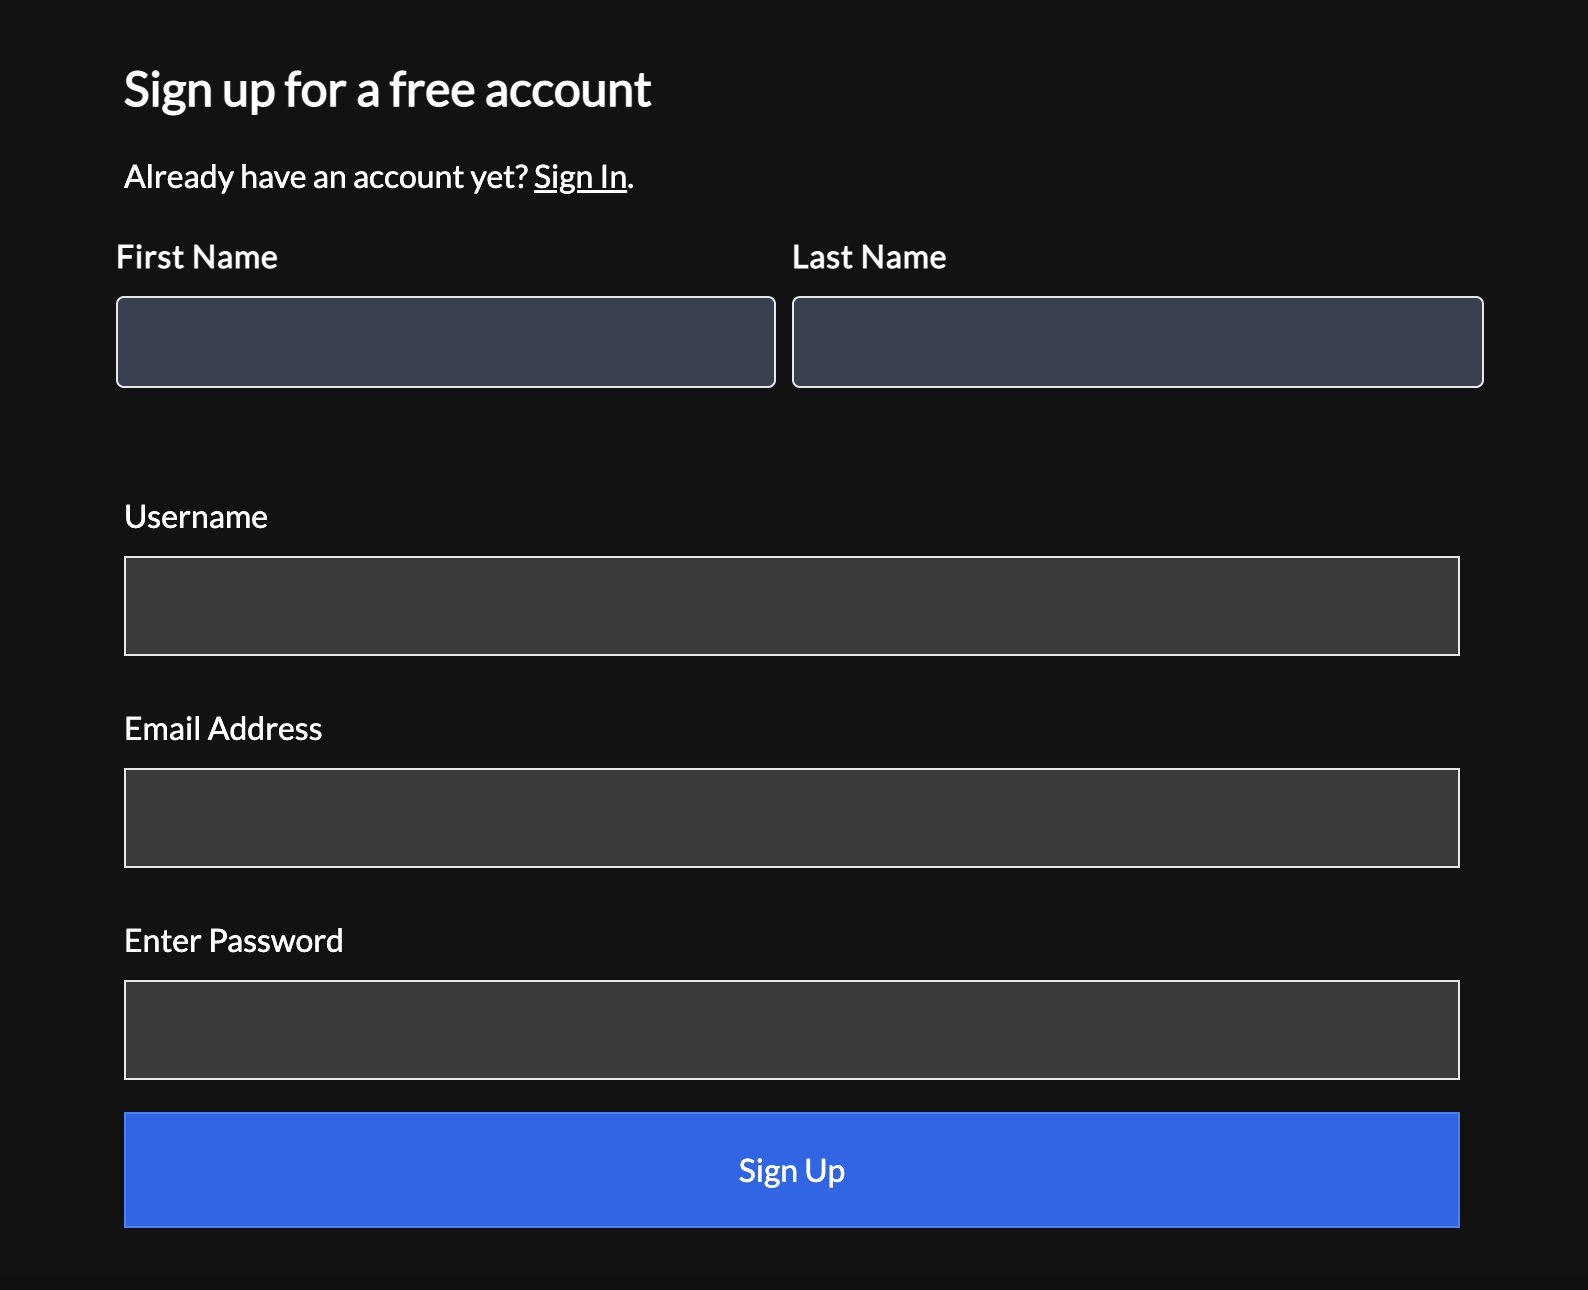 Sign up for a free account
Already have an account yet? Sign In.
First Name
Last Name
Username
Email Address
Enter Password
Sign Up